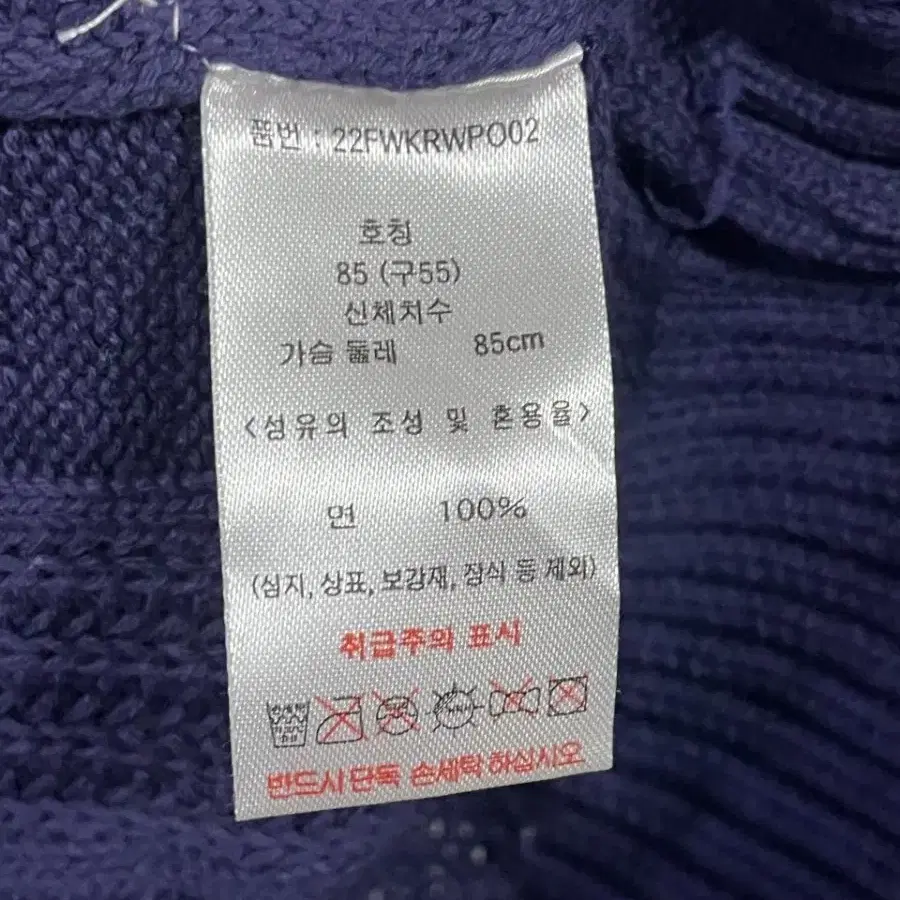 품번 : 22FWKRWPO02
호칭
85 (구55)
신체치수
가슴 둘레 85cm
<섬유의 조성 및 혼용율>
면 100%
(심지, 상표, 보강재, 장식 등 제외)
취급주의 표시
반드시 단독 손세탁 하십시오